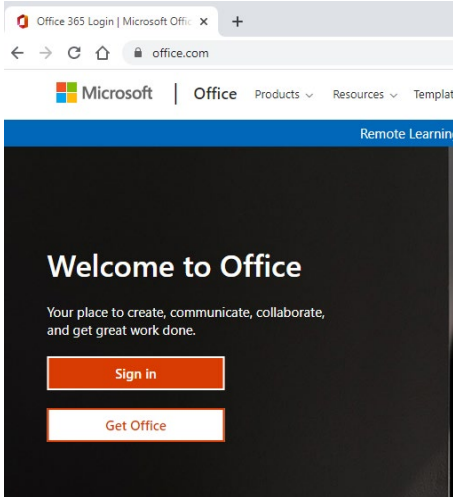 Office 365 Login | Microsoft Offic
office.com
Microsoft | Office Products Resources
Remote
Welcome to Office
Your place to create, communicate, collaborate,
and get great work done.
Sign in
Get Office